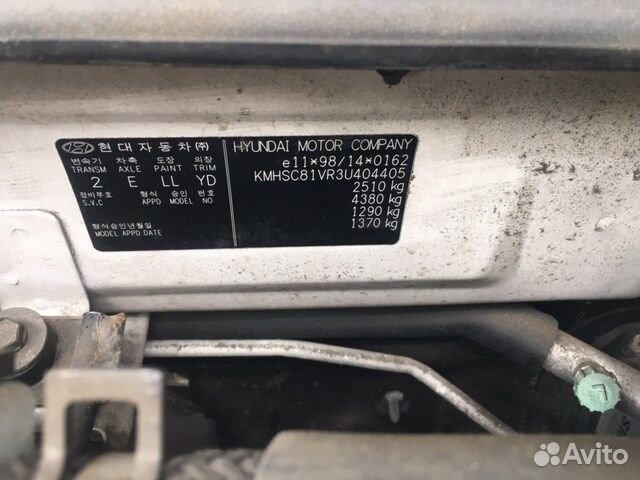 현대자동차㈜
변속기 차축 도장 외장
TRANSM AXLE PAINT TRIM
2 E LL YD
전비부호 형식 승인 번호
S.V.C APPD MODEL NO
형식승인년월일
MODEL APPD DATE
HYUNDAI MOTOR COMPANY
e11*98/14*0162
KMHSC81VR3U404405
2510 kg
4380 kg
1290 kg
1370 kg
L
Avito